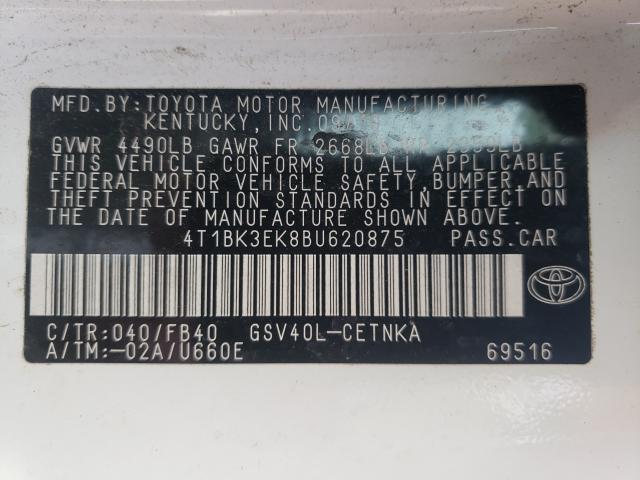 MFD.BY:TOYOTA MOTOR MANUFACTURING
KENTUCKY,INC.
GVWR 4490LB GAWR FR 2668LB
THIS VEHICLE CONFORMS TO ALL APPLICABLE
FEDERAL MOTOR VEHICLE SAFETY,BUMPER,AND
THEFT PREVENTION STANDARDS IN EFFECT ON
THE DATE OF MANUFACTURE SHOWN ABOVE.
4T1BK3EK8BU620875 PASS.CAR
C/TR:040/FB40 GSV40L-CETNKA
A/TM:-02A/U660E 69516